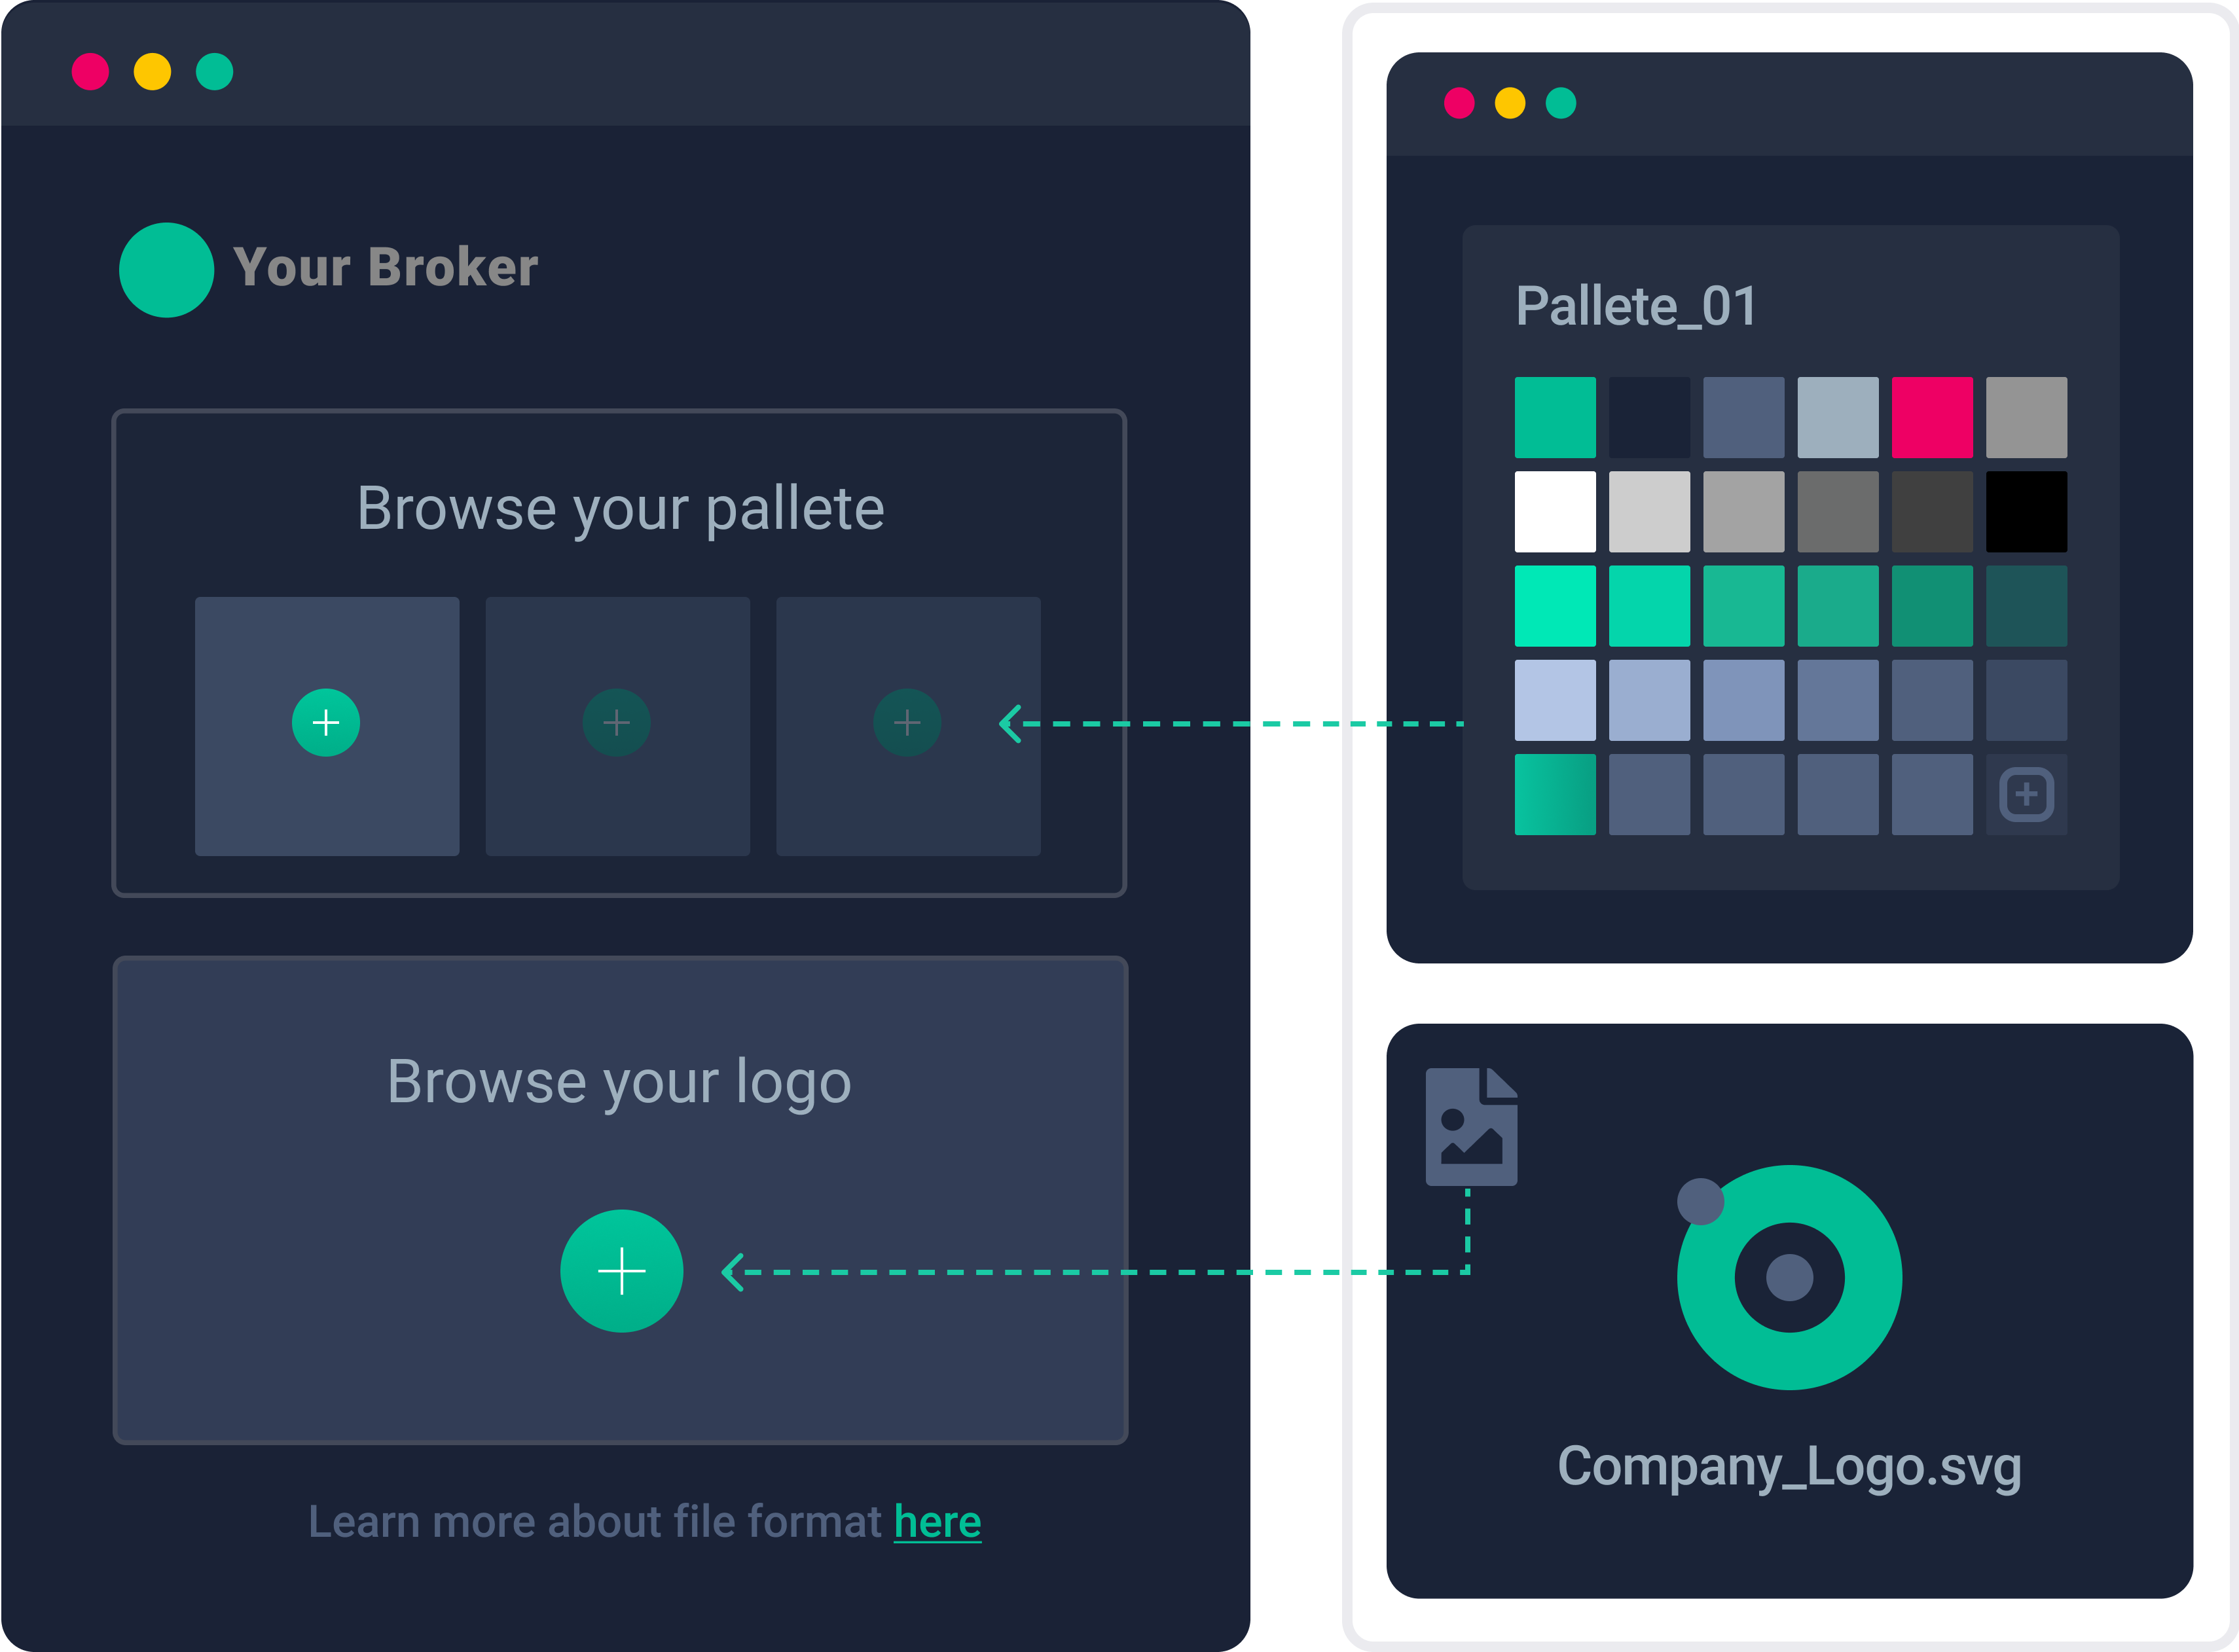 Your Broker
Browse your pallete
Browse your logo
Learn more about file format here
Pallete_01
Company_Logo.svg